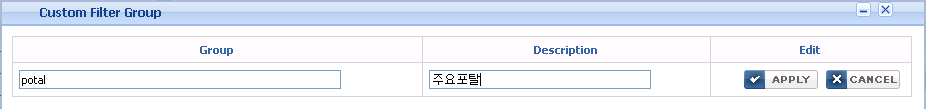 Custom Filter Group
Group Description Edit
potal 주요포탈 APPLY CANCEL